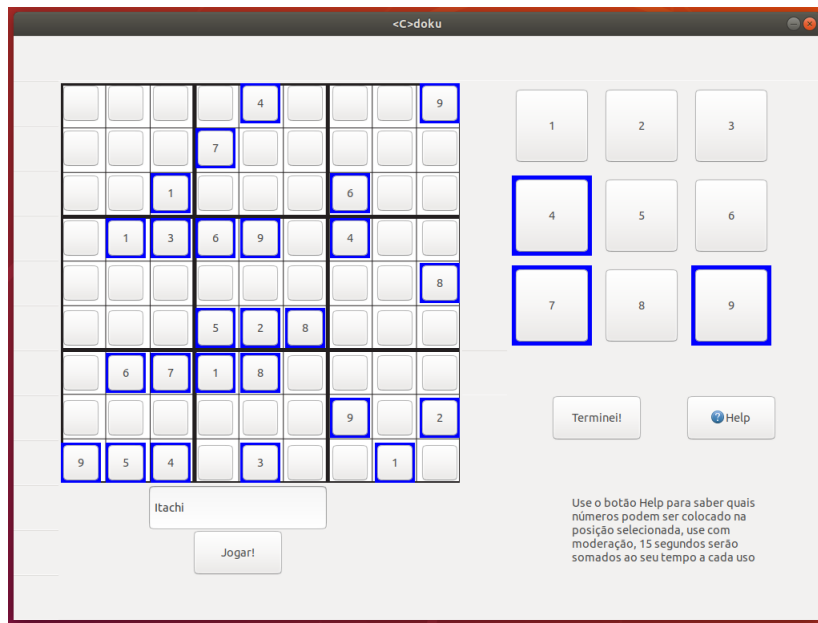 <C>doku
4 9
7
1 6
1 3 6 9 4
8
5 2 8
6 7 1 8
9 2
9 5 4 3 1
Itachi
Jogar!
1 2 3
4 5 6
7 8 9
Terminei!
Help
Use o botão Help para saber quais
números podem ser colocado na
posição selecionada, use com
moderação, 15 segundos serão
somados ao seu tempo a cada uso